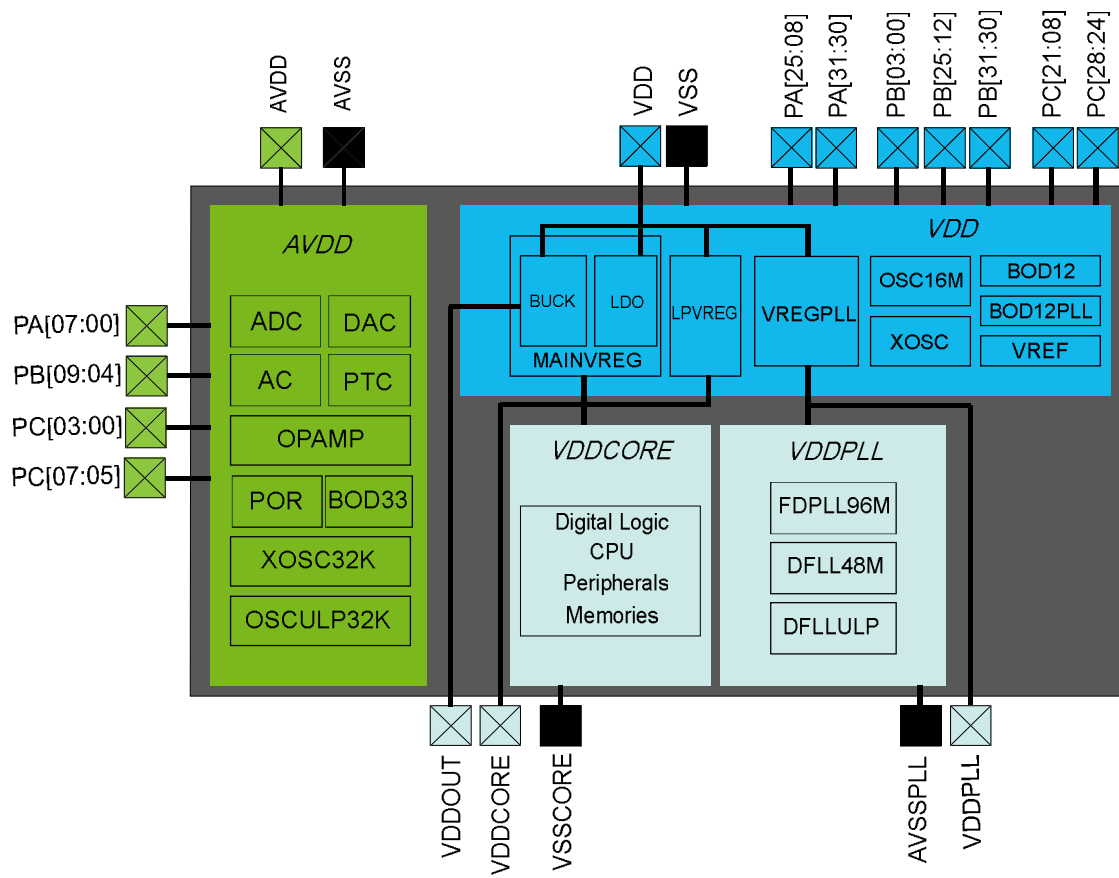 AVDD
AVSS
VDD
VSS
PA[25:08]
PA[31:30]
PB[03:00]
PB[25:12]
PB[31:30]
PC[21:08]
PC[28:24]
PA[07:00]
PB[09:04]
PC[03:00]
PC[07:05]
AVDD
ADC
DAC
AC
PTC
OPAMP
POR
BOD33
XOSC32K
OSCULP32K
VDD
BUCK
LDO
MAINVREG
LPVREG
VREGPLL
OSC16M
XOSC
BOD12
BOD12PLL
VREF
VDDCORE
Digital Logic
CPU
Peripherals
Memories
VDDPLL
FDPLL96M
DFLL48M
DFLLULP
VDDOUT
VDDCORE
VSSCORE
AVSSPLL
VDDPLL